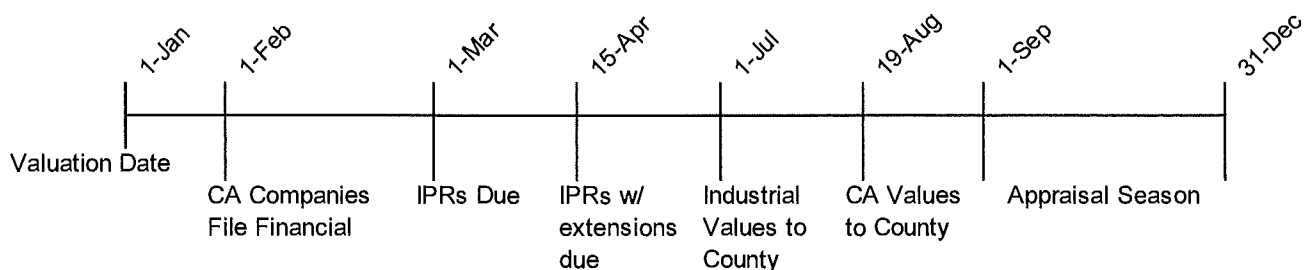 1-Jan
1-Feb
1-Mar
15-Apr
1-Jul
19-Aug
1-Sep
31-Dec
Valuation Date
CA Companies
File Financial
IPRs Due
IPRs w/
extensions
due
Industrial
Values to
County
CA Values
to County
Appraisal Season